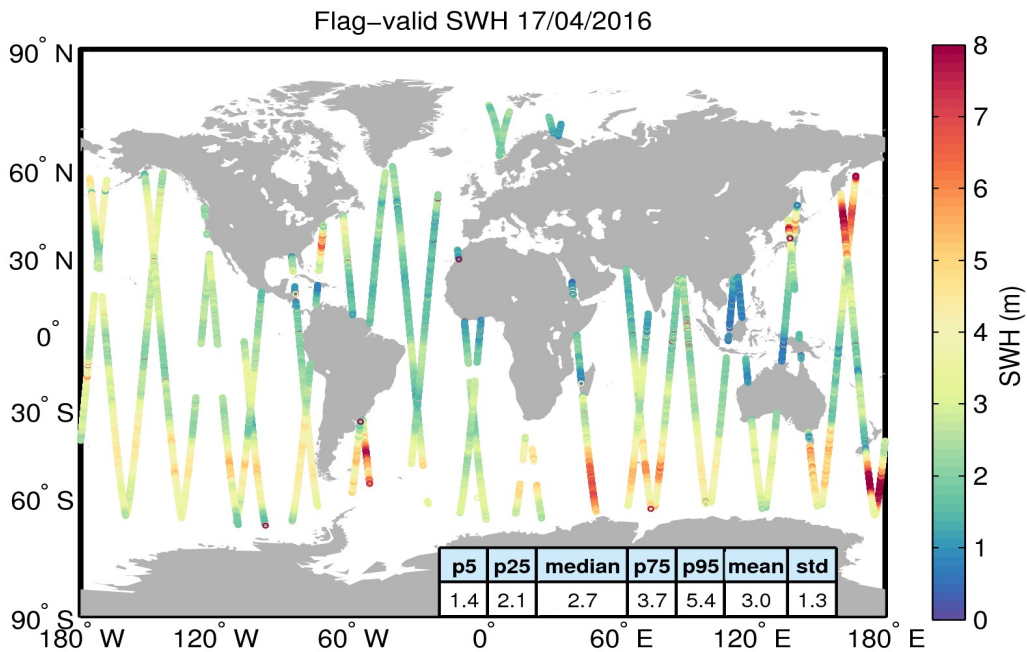 Flag−valid SWH 17/04/2016
90° N
60° N
30° N
0°
30° S
60° S
90° S
180° W
120° W
60° W
0°
60° E
120° E
180° E
p5 p25 median p75 p95 mean std
1.4 2.1 2.7 3.7 5.4 3.0 1.3
8
7
6
5
4
3
2
1
0
SWH (m)